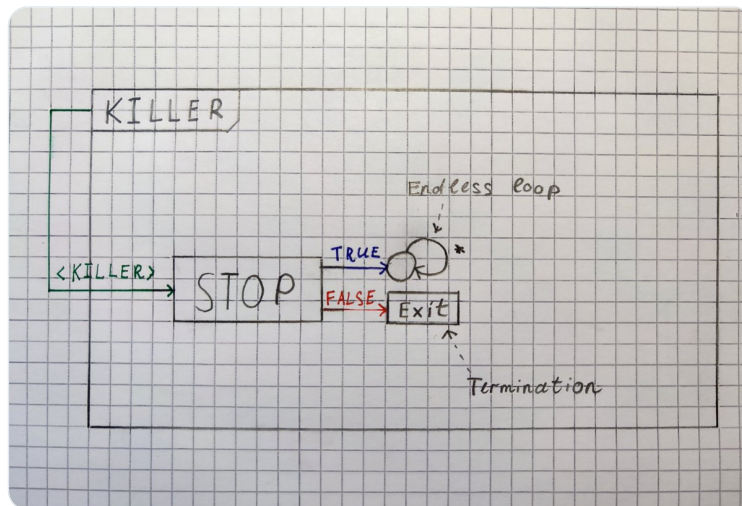 KILLER
Endless loop
TRUE
*
<KILLER>
STOP
FALSE
Exit
Termination